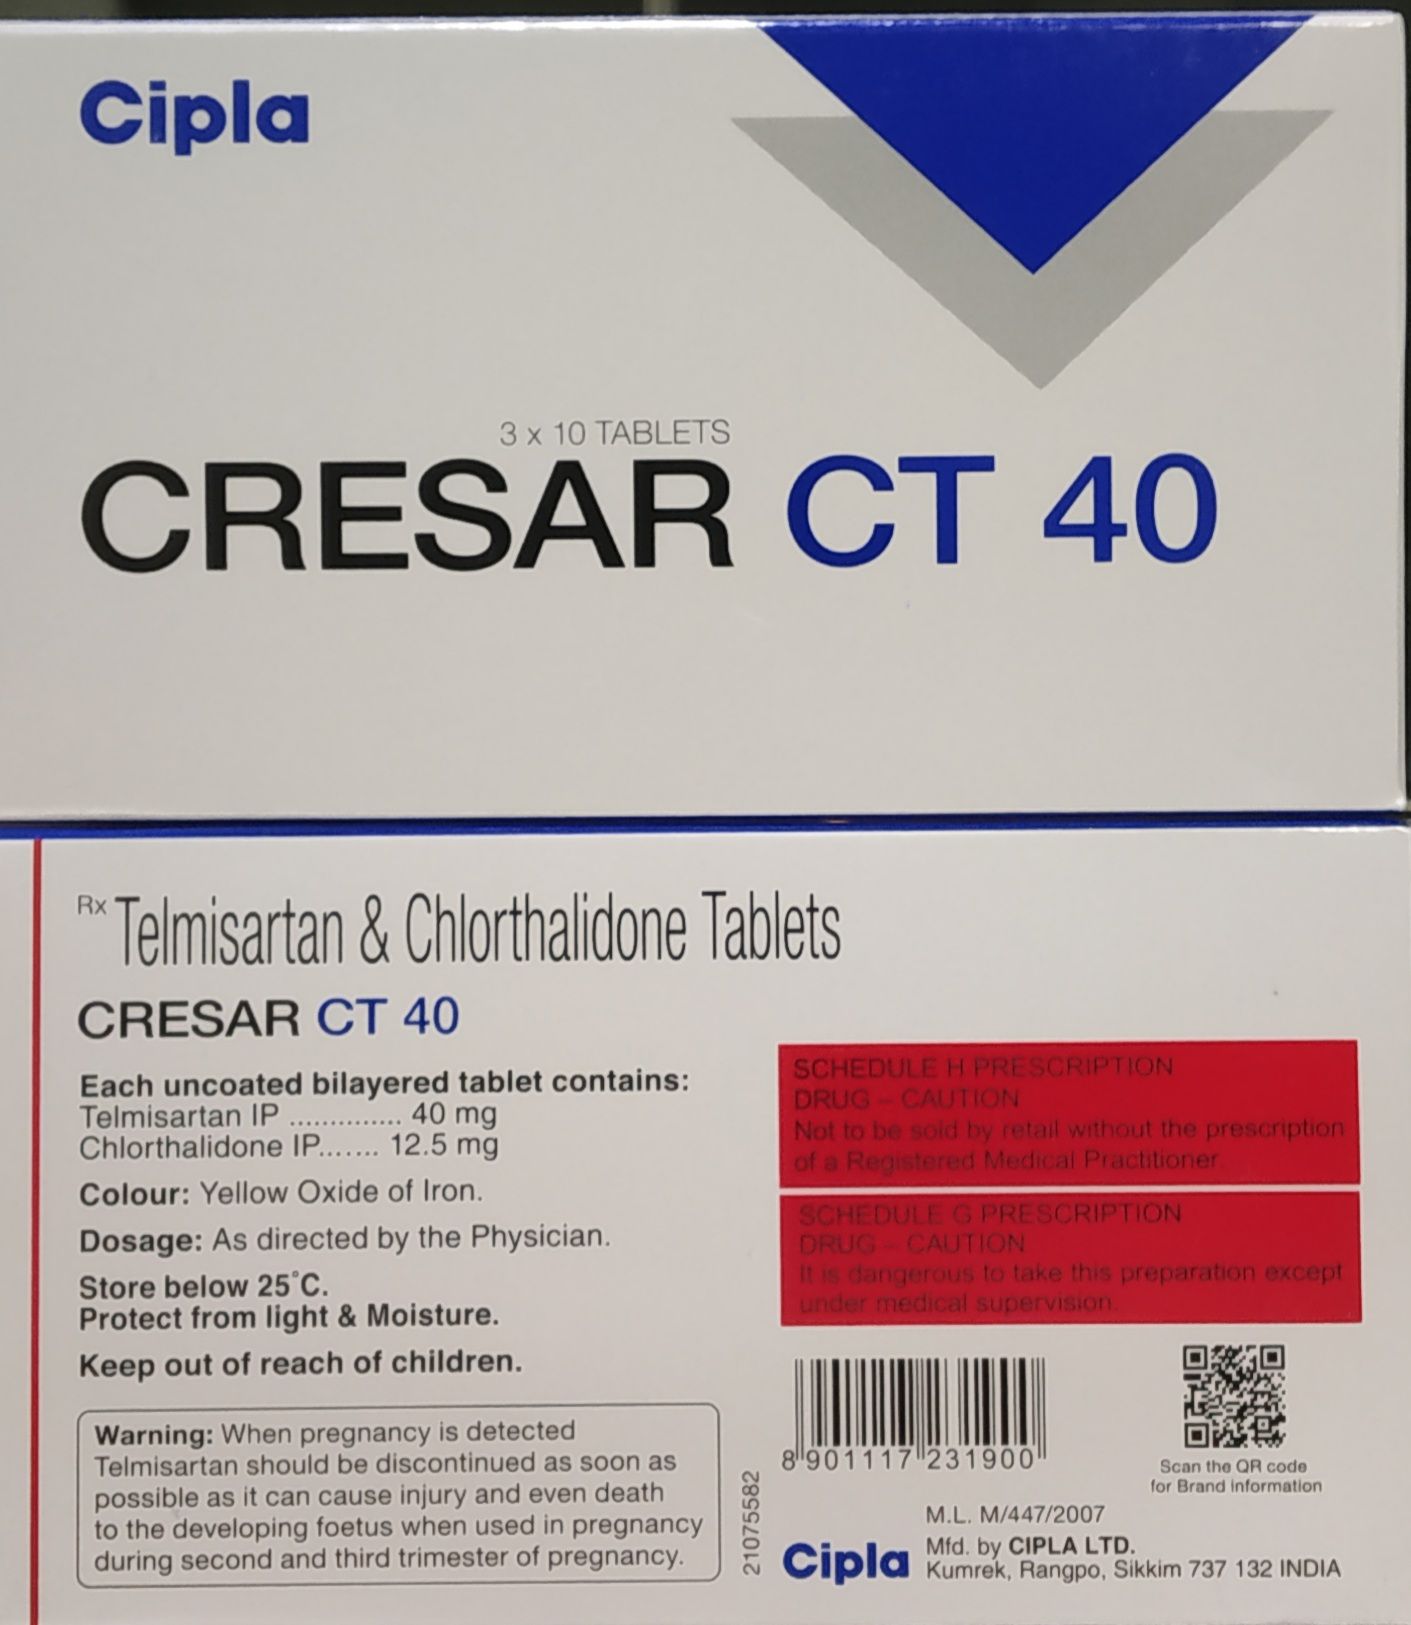 Cipla
3 x 10 TABLETS
CRESAR CT 40
Rx Telmisartan & Chlorthalidone Tablets
CRESAR CT 40
Each uncoated bilayered tablet contains:
Telmisartan IP .............. 40 mg
Chlorthalidone IP....... 12.5 mg
Colour: Yellow Oxide of Iron.
Dosage: As directed by the Physician.
Store below 25°C.
Protect from light & Moisture.
Keep out of reach of children.
Warning: When pregnancy is detected
Telmisartan should be discontinued as soon as
possible as it can cause injury and even death
to the developing foetus when used in pregnancy
during second and third trimester of pregnancy.
SCHEDULE H PRESCRIPTION
DRUG – CAUTION
Not to be sold by retail without the prescription
of a Registered Medical Practitioner.
SCHEDULE G PRESCRIPTION
DRUG – CAUTION
It is dangerous to take this preparation except
under medical supervision.
8 901117 231900
Scan the QR code
for Brand information
21075582
M.L. M/447/2007
Cipla
Mfd. by CIPLA LTD.
Kumrek, Rangpo, Sikkim 737 132 INDIA